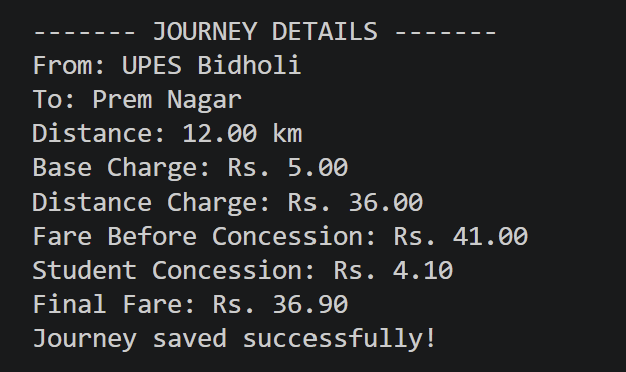 ------- JOURNEY DETAILS -------
From: UPES Bidholi
To: Prem Nagar
Distance: 12.00 km
Base Charge: Rs. 5.00
Distance Charge: Rs. 36.00
Fare Before Concession: Rs. 41.00
Student Concession: Rs. 4.10
Final Fare: Rs. 36.90
Journey saved successfully!